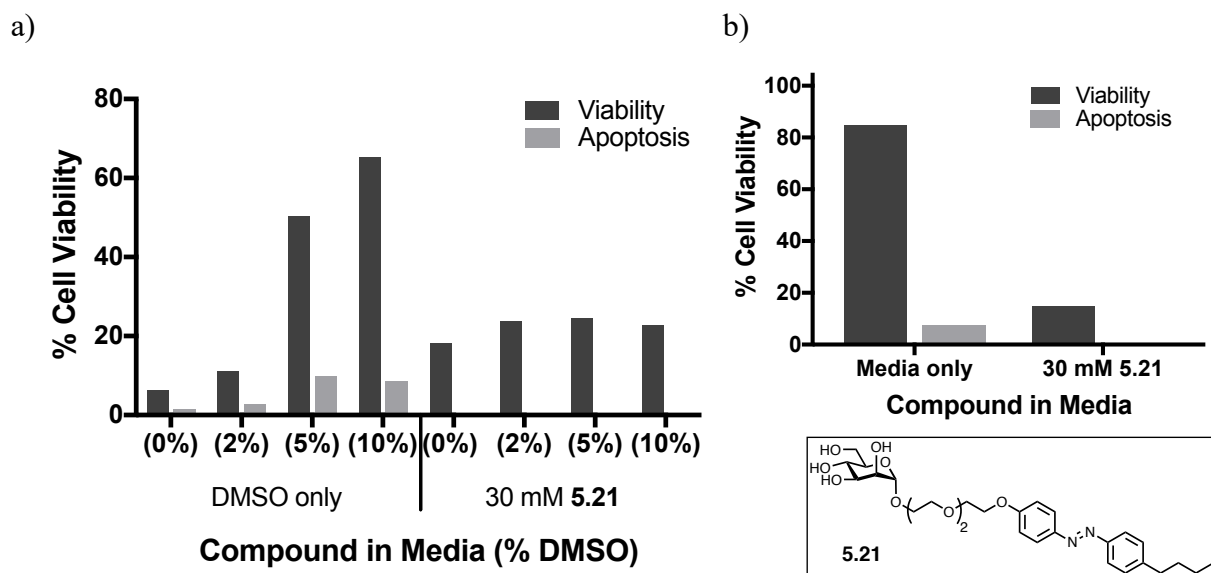 a)
80
60
40
20
0
% Cell Viability
Viability
Apoptosis
(0%) (2%) (5%) (10%) (0%) (2%) (5%) (10%)
DMSO only 30 mM 5.21
Compound in Media (% DMSO)
b)
100
80
60
40
20
0
% Cell Viability
Viability
Apoptosis
Media only 30 mM 5.21
Compound in Media
HO OH
HO
HO
O
O
O
2
O
N
N
5.21